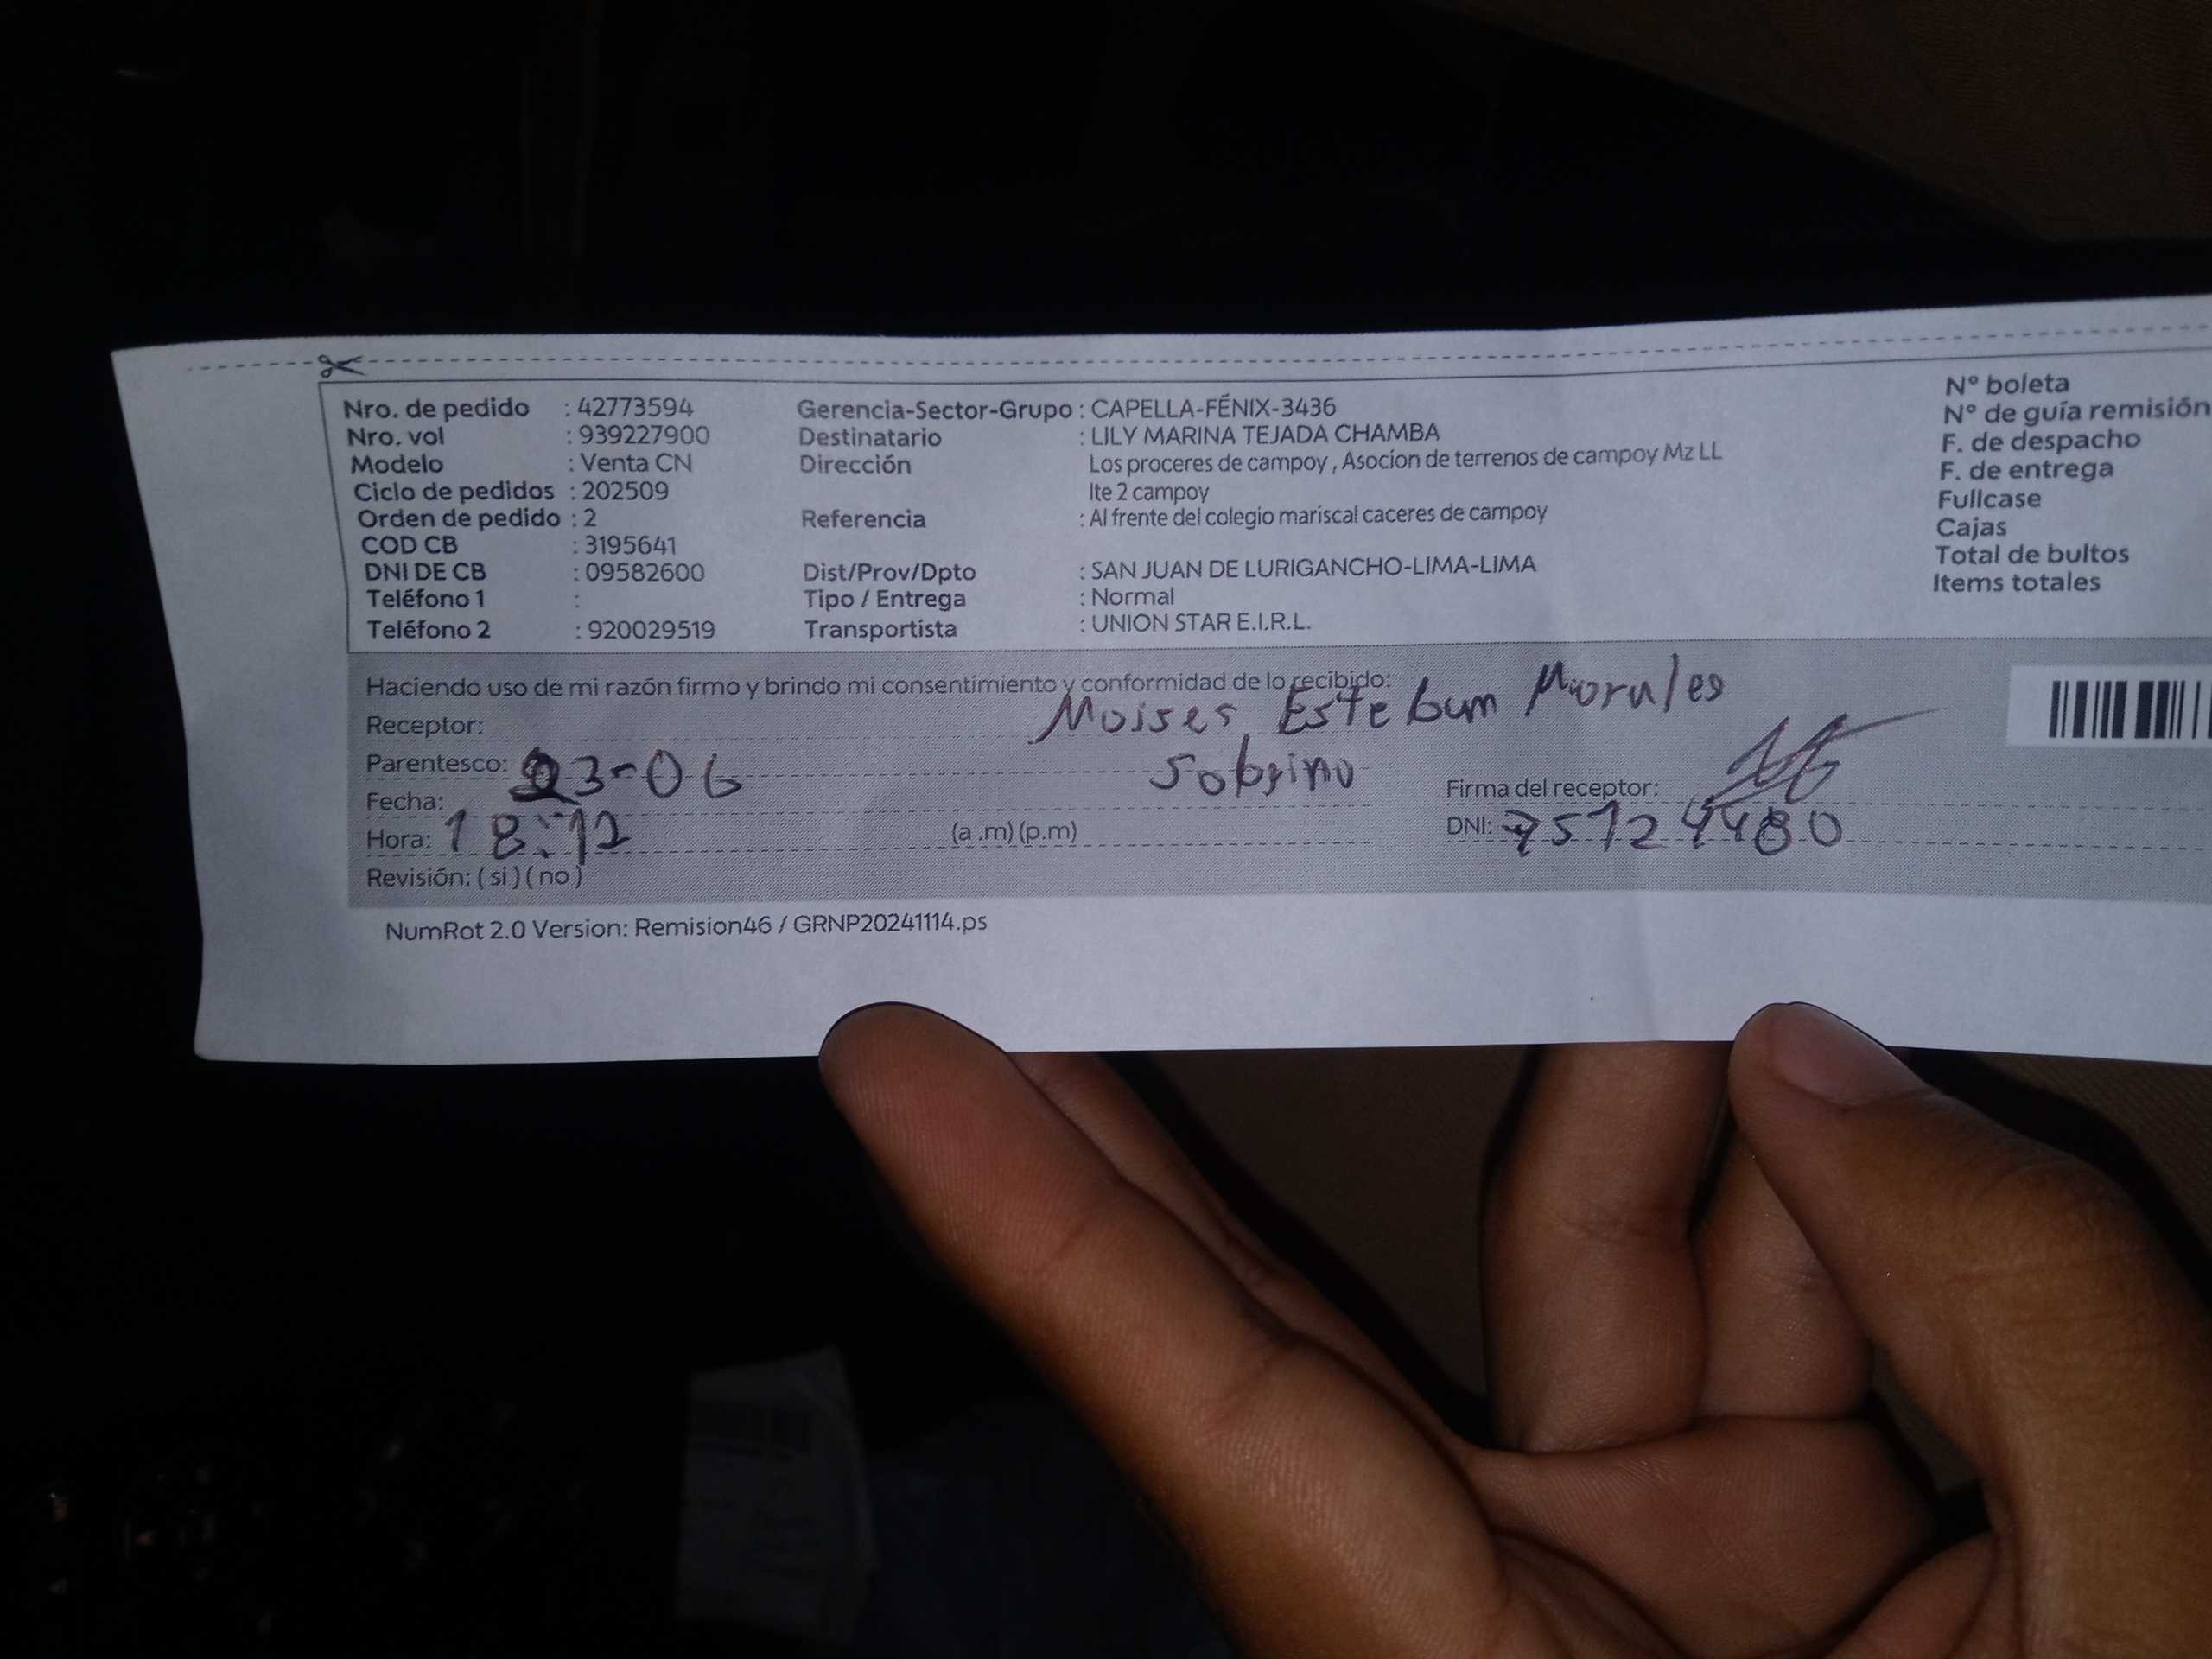 Nro. de pedido : 42773594
Nro. vol : 939227900
Modelo : Venta CN
Ciclo de pedidos : 202509
Orden de pedido : 2
COD CB : 3195641
DNI DE CB : 09582600
Teléfono 1 :
Teléfono 2 : 920029519
Gerencia-Sector-Grupo : CAPELLA-FÉNIX-3436
Destinatario : LILY MARINA TEJADA CHAMBA
Dirección Los proceres de campoy , Asocion de terrenos de campoy Mz LL
lte 2 campoy
Referencia : Al frente del colegio mariscal caceres de campoy
Dist/Prov/Dpto : SAN JUAN DE LURIGANCHO-LIMA-LIMA
Tipo / Entrega : Normal
Transportista : UNION STAR E.I.R.L.
N° boleta
N° de guía remisión
F. de despacho
F. de entrega
Fullcase
Cajas
Total de bultos
Items totales
Haciendo uso de mi razón firmo y brindo mi consentimiento y conformidad de lo recibido:
Receptor: Moises Esteban Morales
Parentesco: Sobrino
Fecha: 23-06
Hora: 18:12 (a .m) (p.m)
Revisión: ( si ) ( no )
Firma del receptor:
DNI: 75124480
NumRot 2.0 Version: Remision46 / GRNP20241114.ps